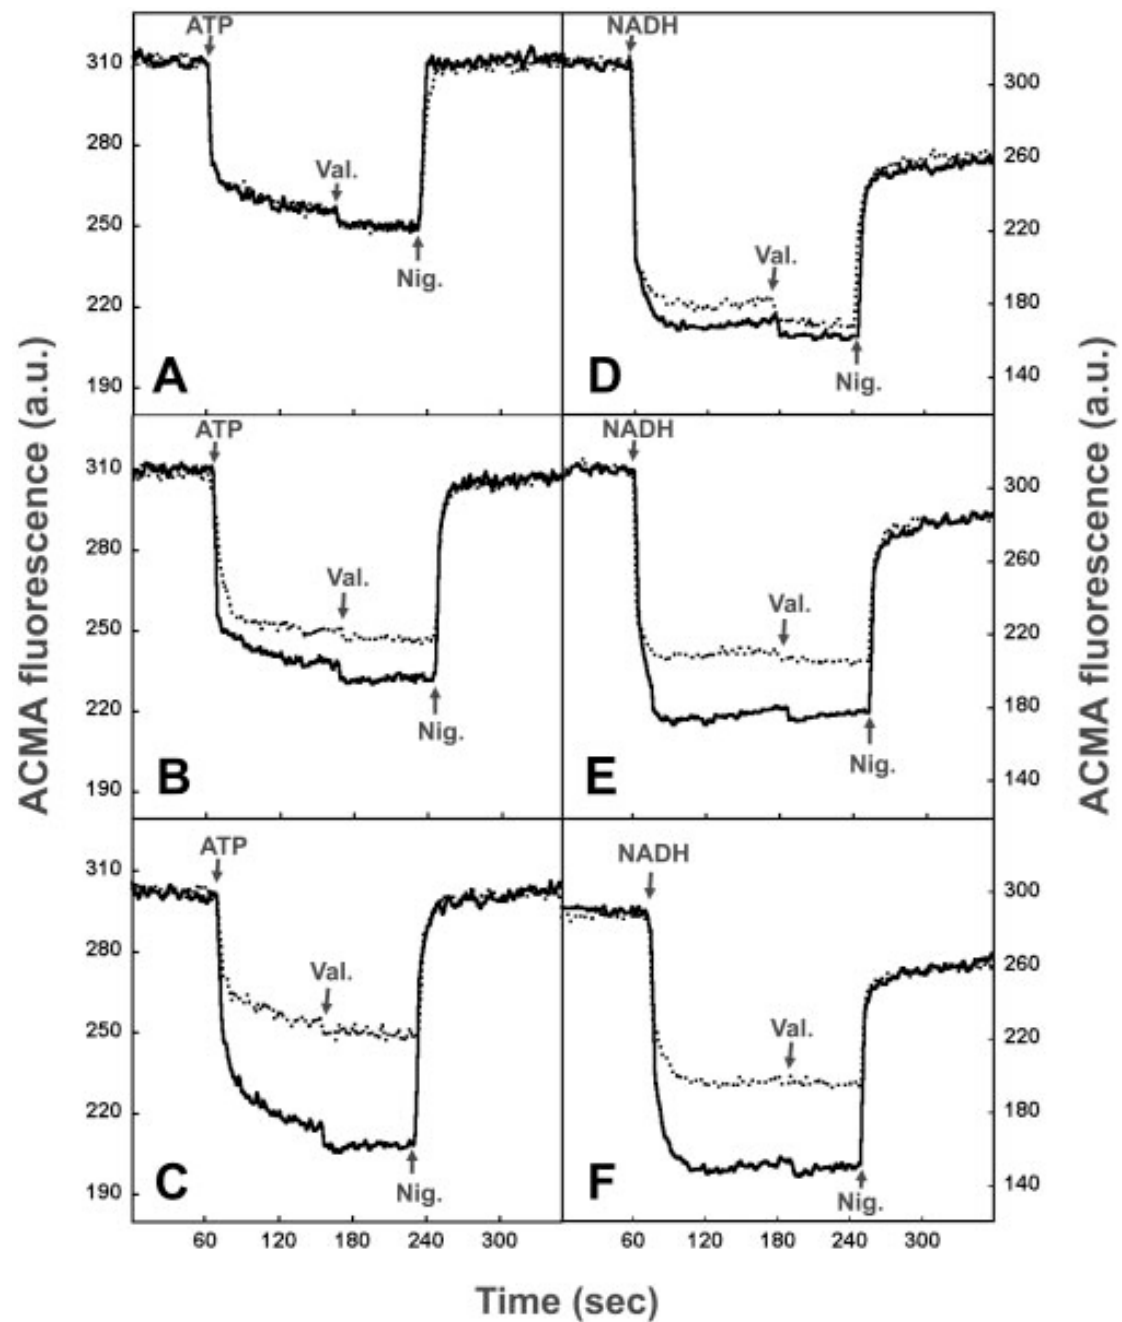 ATP
NADH
310
300
280
260
Val.
250
220
Val.
Nig.
220
180
A
D
190
140
Nig.
ATP
NADH
310
300
280
260
Val.
Val.
250
220
220
180
Nig.
Nig.
B
E
190
140
ATP
NADH
310
300
280
260
Val.
Val.
250
220
220
180
C
F
190
140
Nig.
Nig.
60 120 180 240 300
60 120 180 240 300
Time (sec)
ACMA fluorescence (a.u.)
ACMA fluorescence (a.u.)